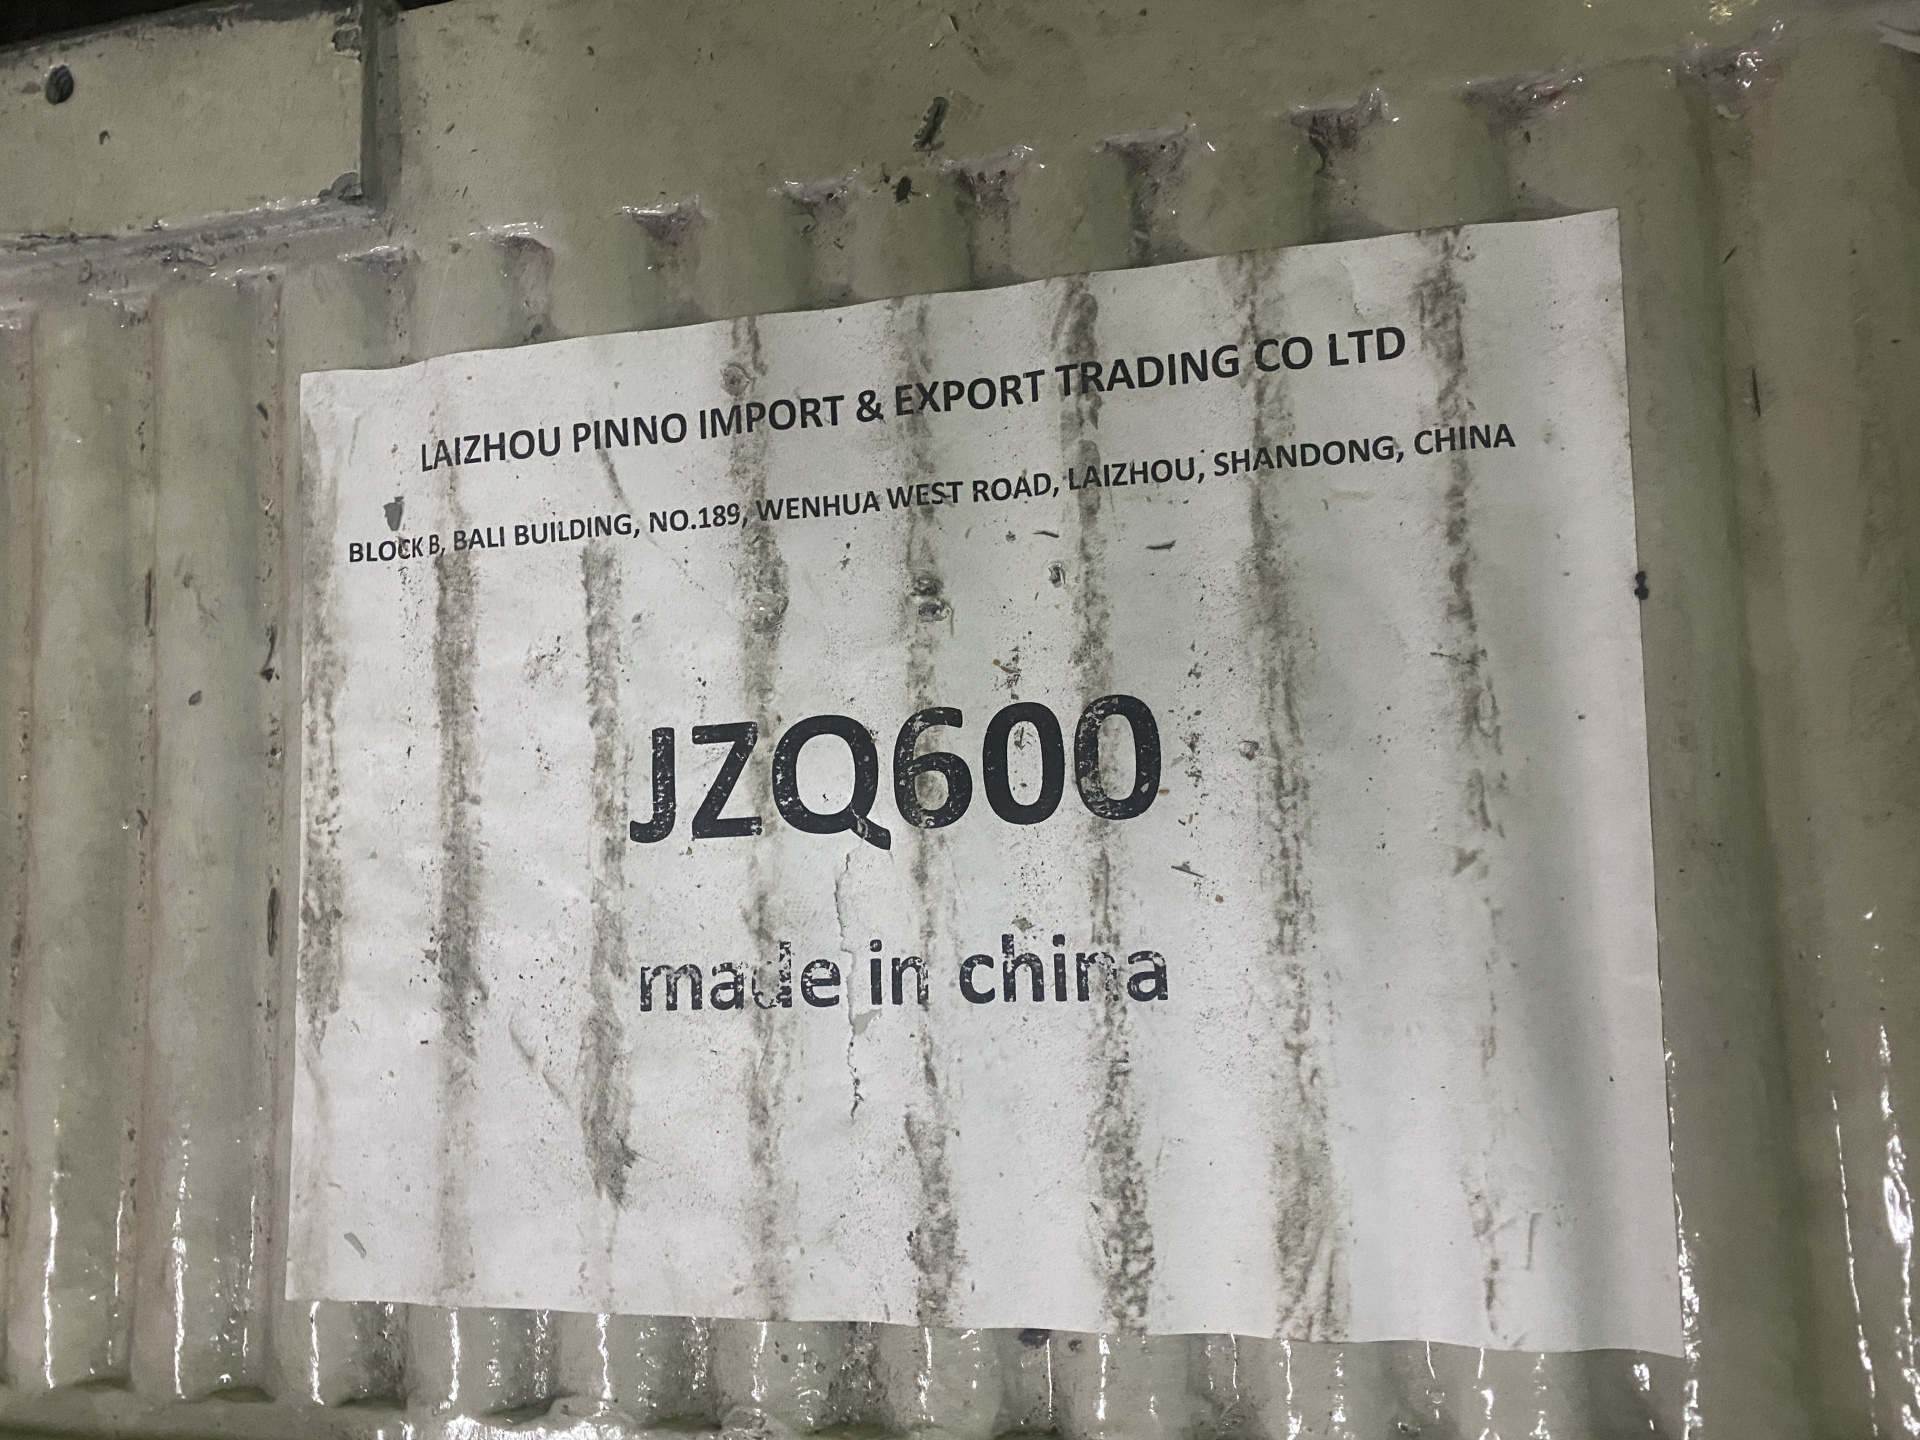 LAIZHOU PINNO IMPORT & EXPORT TRADING CO LTD
BLOCK B, BALI BUILDING, NO.189, WENHUA WEST ROAD, LAIZHOU, SHANDONG, CHINA
JZQ600
made in china